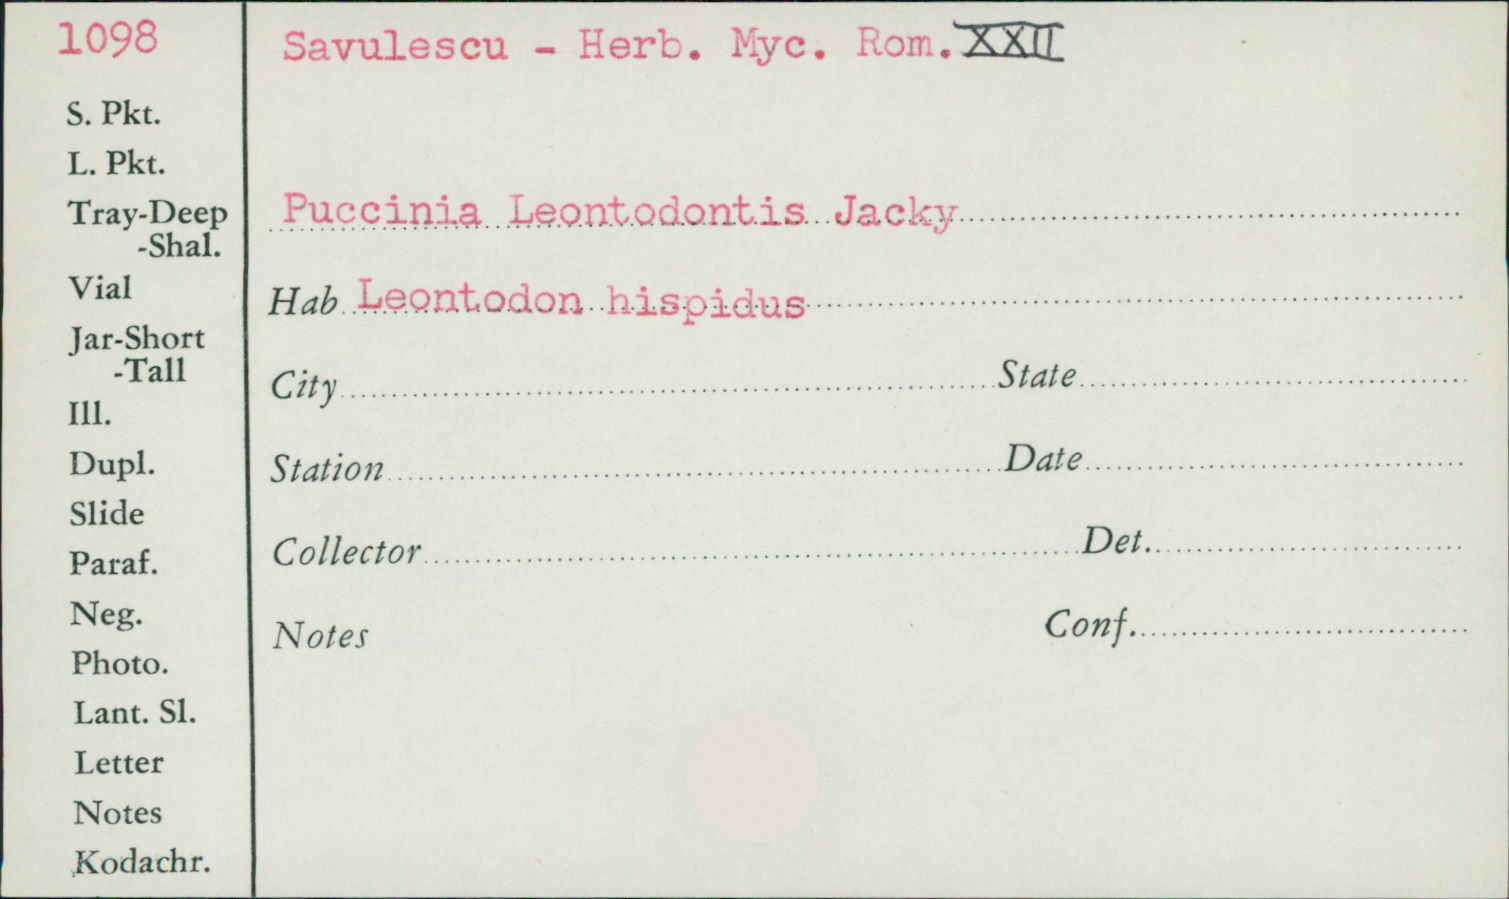 1098
Savulescu - Herb. Myc. Rom. XXII
S. Pkt.
L. Pkt.
Tray-Deep
-Shal.
Vial
Jar-Short
-Tall
Ill.
Dupl.
Slide
Paraf.
Neg.
Photo.
Lant. Sl.
Letter
Notes
Kodachr.
Puccinia Leontodontis Jacky
Hab Leontodon hispidus
City State
Station Date
Collector Det.
Notes Conf.